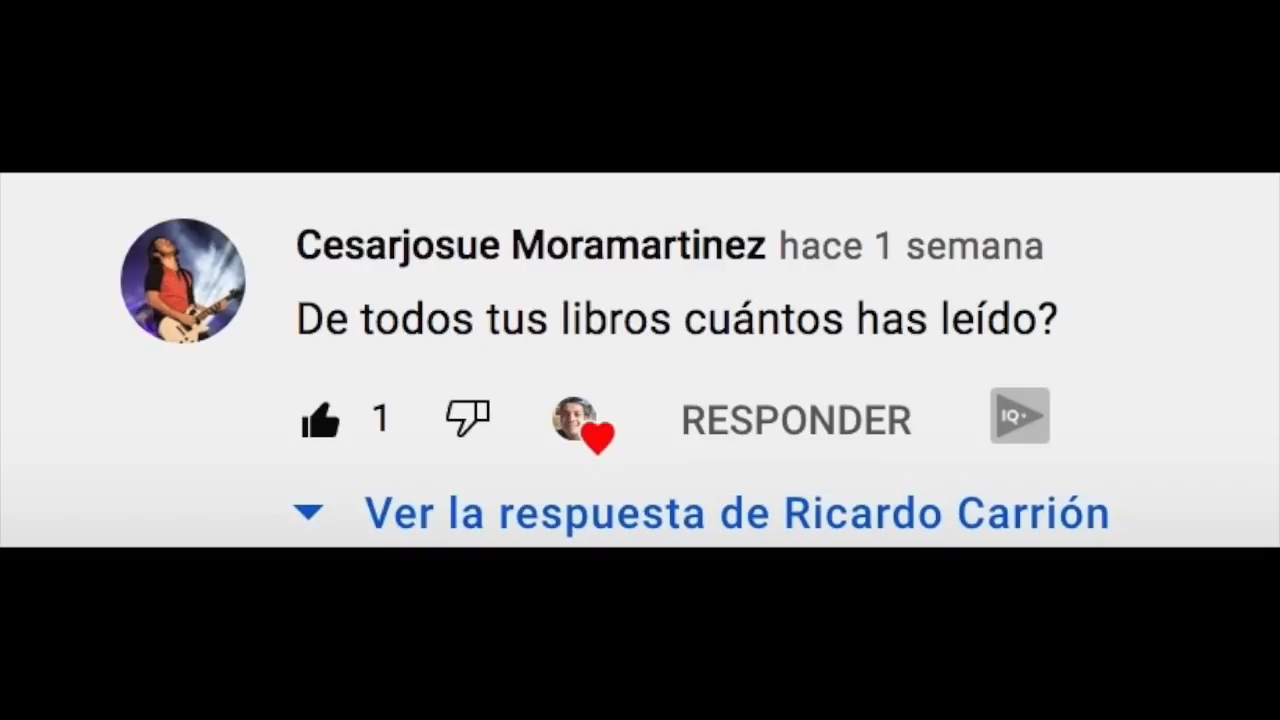 Cesarjosue Moramartinez hace 1 semana
De todos tus libros cuántos has leído?
1 RESPONDER IQ
Ver la respuesta de Ricardo Carrión